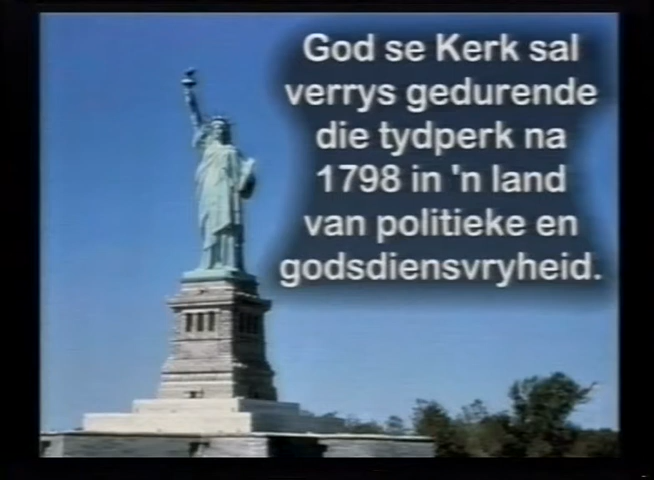 God se Kerk sal
verrys gedurende
die tydperk na
1798 in 'n land
van politieke en
godsdiensvryheid.